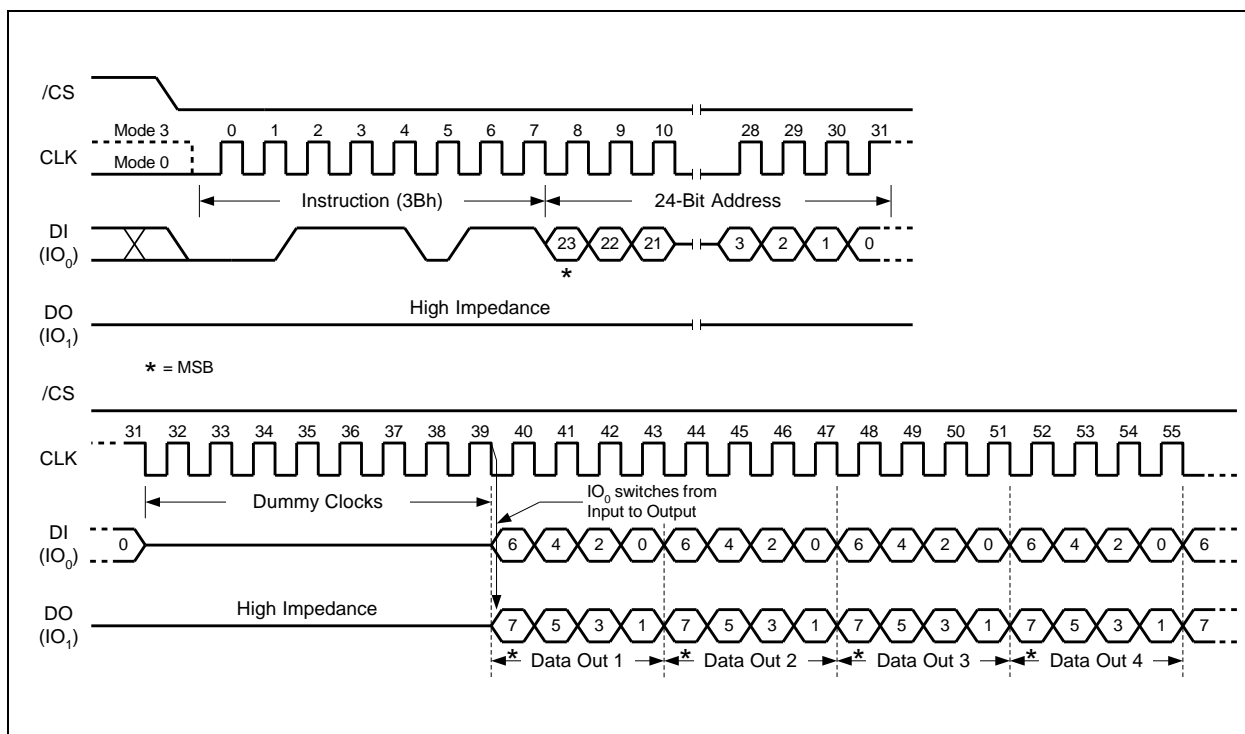 /CS
Mode 3 0 1 2 3 4 5 6 7 8 9 10 28 29 30 31
CLK
Mode 0
Instruction (3Bh) 24-Bit Address
DI
(IO0)
23 22 21 3 2 1 0
*
High Impedance
DO
(IO1)
* = MSB
/CS
31 32 33 34 35 36 37 38 39 40 41 42 43 44 45 46 47 48 49 50 51 52 53 54 55
CLK
Dummy Clocks
IO0 switches from
Input to Output
DI
(IO0)
0 6 4 2 0 6 4 2 0 6 4 2 0 6 4 2 0 6
High Impedance
DO
(IO1)
7 5 3 1 7 5 3 1 7 5 3 1 7 5 3 1 7
* Data Out 1 * Data Out 2 * Data Out 3 * Data Out 4